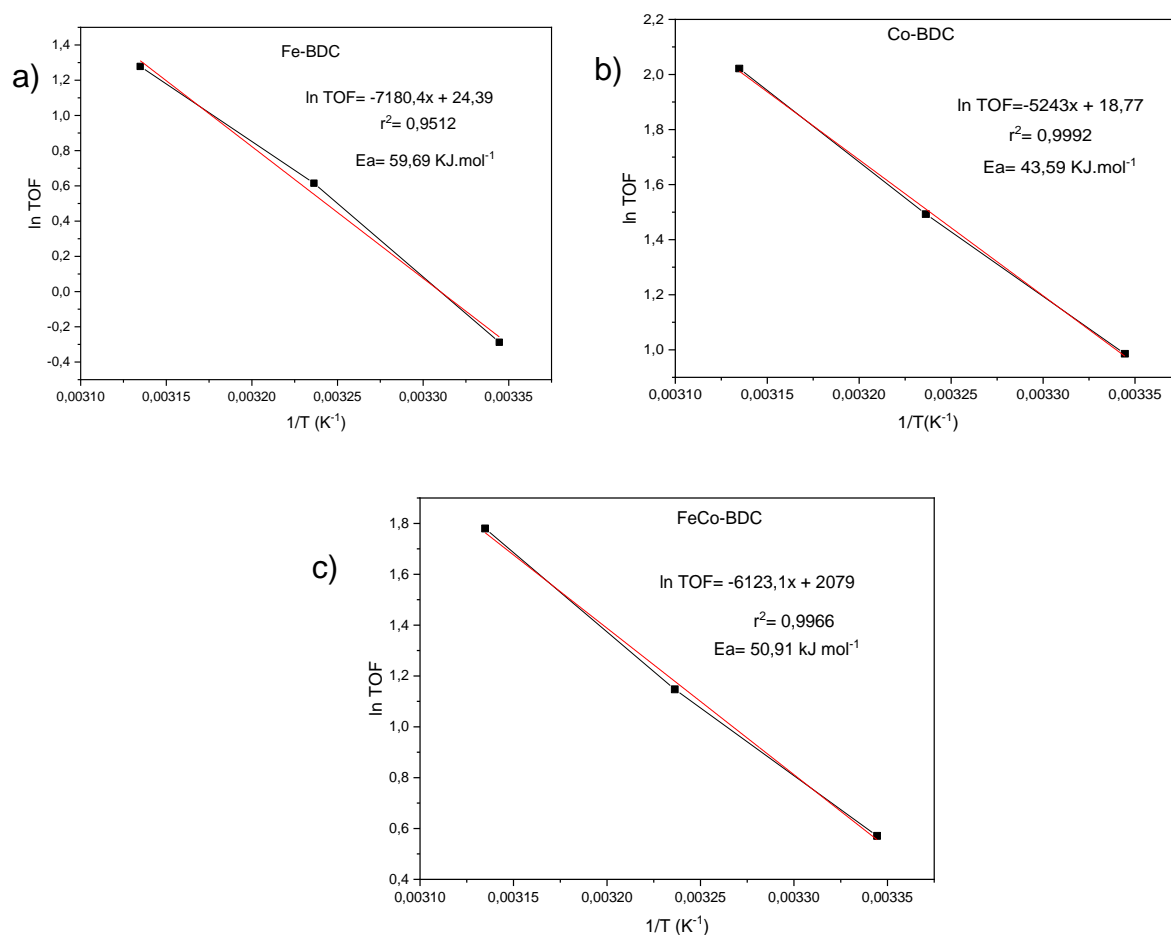 a)
Fe-BDC
ln TOF= -7180,4x + 24,39
r²= 0,9512
Ea= 59,69 KJ.mol⁻¹
ln TOF
1,4
1,2
1,0
0,8
0,6
0,4
0,2
0,0
-0,2
-0,4
0,00310 0,00315 0,00320 0,00325 0,00330 0,00335
1/T (K⁻¹)
b)
Co-BDC
ln TOF=-5243x + 18,77
r²= 0,9992
Ea= 43,59 KJ.mol⁻¹
ln TOF
2,2
2,0
1,8
1,6
1,4
1,2
1,0
0,00310 0,00315 0,00320 0,00325 0,00330 0,00335
1/T(K⁻¹)
c)
FeCo-BDC
ln TOF= -6123,1x + 2079
r²= 0,9966
Ea= 50,91 kJ mol⁻¹
ln TOF
1,8
1,6
1,4
1,2
1,0
0,8
0,6
0,4
0,00310 0,00315 0,00320 0,00325 0,00330 0,00335
1/T (K⁻¹)